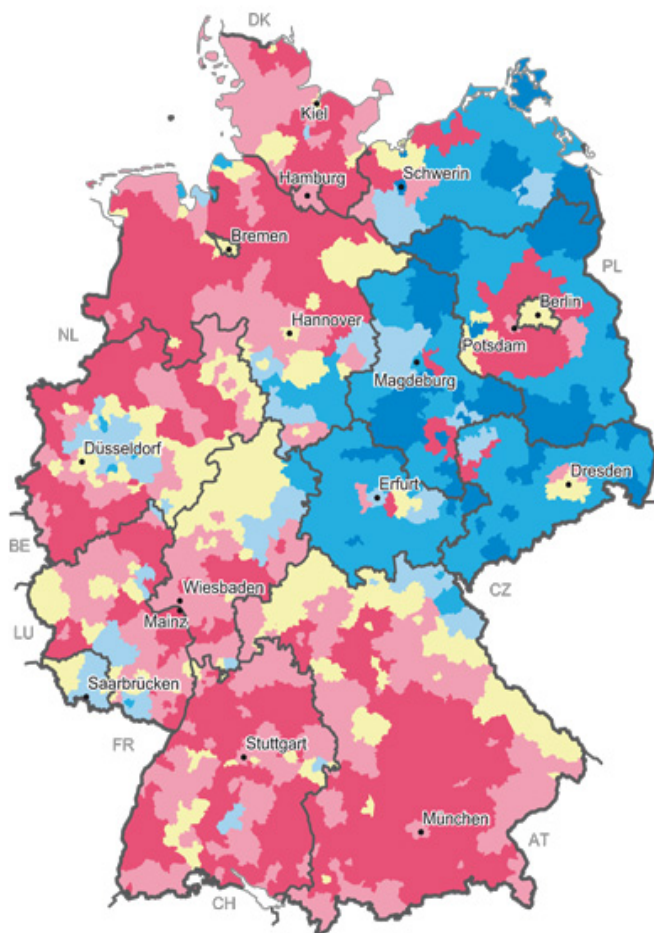 DK
Kiel
Hamburg
Schwerin
Bremen
PL
Berlin
Hannover
NL
Potsdam
Magdeburg
Düsseldorf
Erfurt
Dresden
BE
Wiesbaden
CZ
LU
Mainz
Saarbrücken
FR
Stuttgart
München
AT
CH